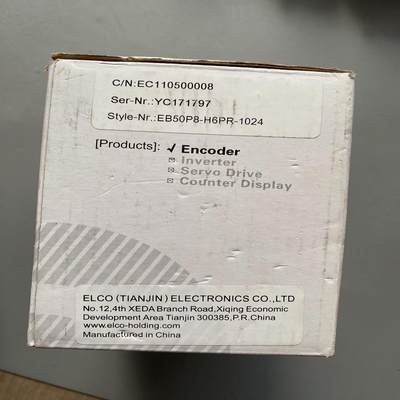 C/N:EC110500008
Ser-Nr.:YC171797
Style-Nr.:EB50P8-H6PR-1024
[Products]: ✓ Encoder
☒ Inverter
☒ Servo Drive
☒ Counter Display
ELCO (TIANJIN) ELECTRONICS CO.,LTD
No.12,4th XEDA Branch Road,Xiqing Economic
Development Area Tianjin 300385,P.R.China
www.elco-holding.com
Manufactured in China